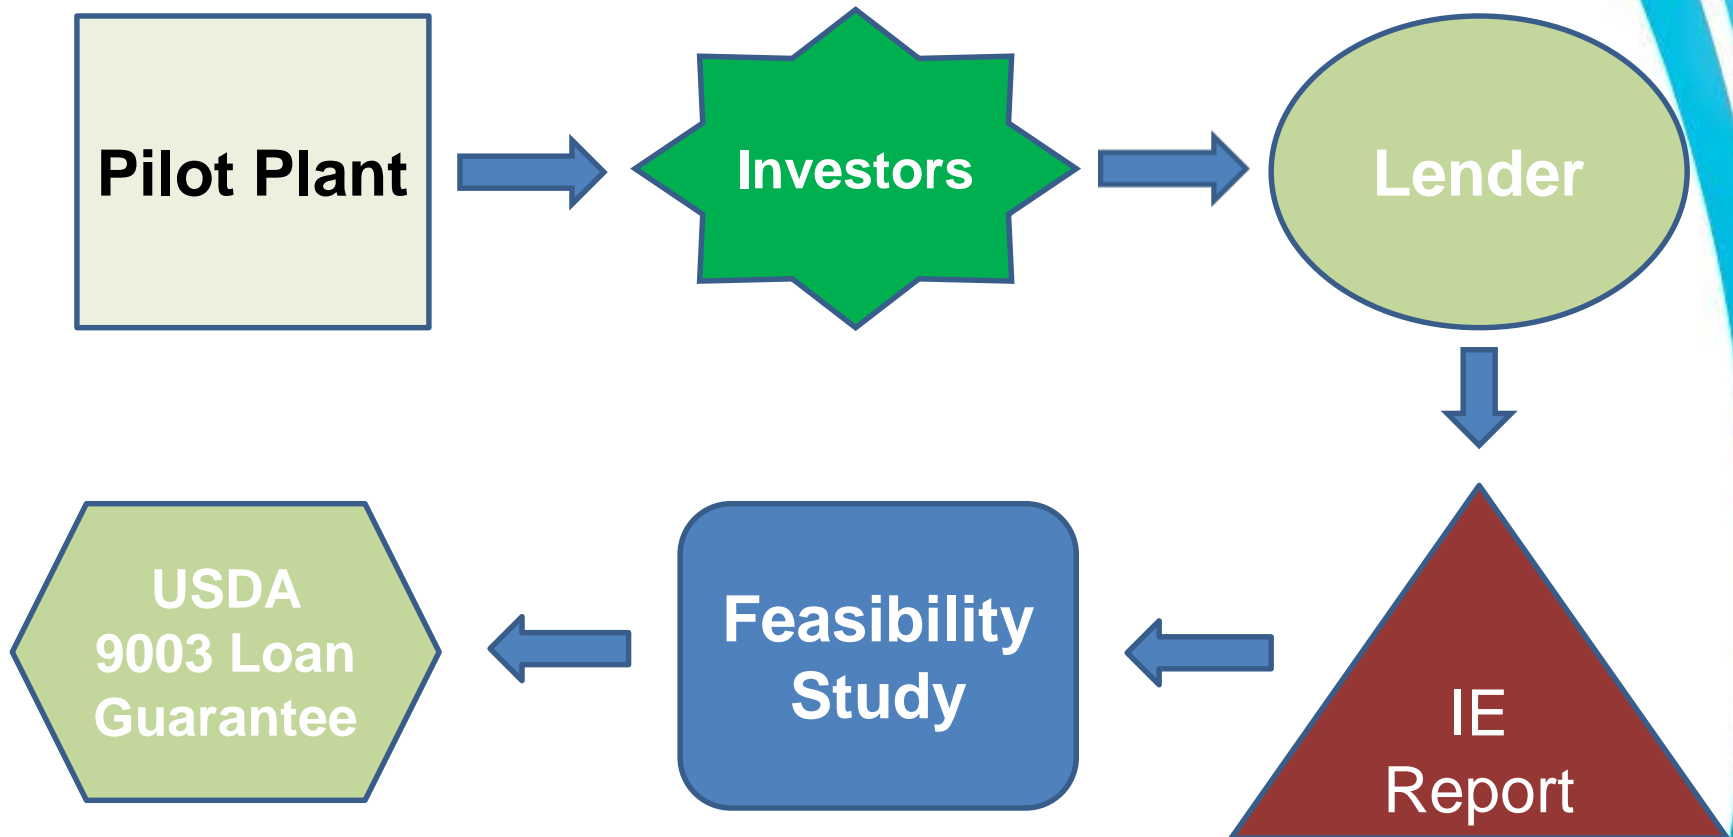 Pilot Plant
Investors
Lender
IE
Report
Feasibility
Study
USDA
9003 Loan
Guarantee